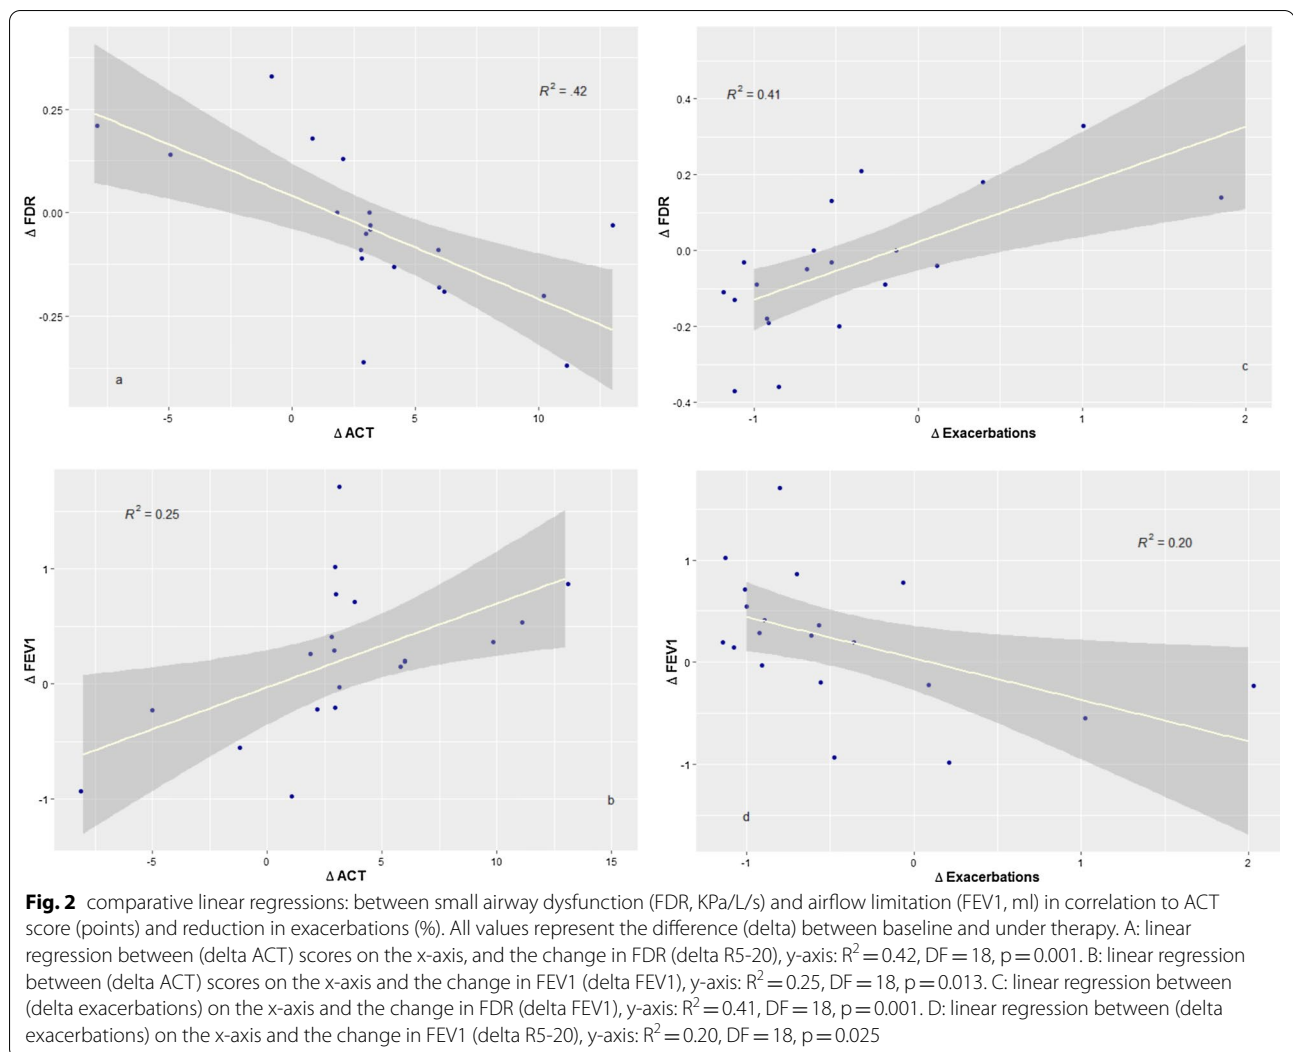 R² = .42
0.25
0.00
-0.25
Δ FDR
a
-5
0
5
10
Δ ACT
R² = 0.41
0.4
0.2
0.0
-0.2
-0.4
Δ FDR
c
-1
0
1
2
Δ Exacerbations
R² = 0.25
1
0
-1
Δ FEV1
b
-5
0
5
10
15
Δ ACT
R² = 0.20
1
0
-1
Δ FEV1
d
-1
0
1
2
Δ Exacerbations
Fig. 2 comparative linear regressions: between small airway dysfunction (FDR, KPa/L/s) and airflow limitation (FEV1, ml) in correlation to ACT
score (points) and reduction in exacerbations (%). All values represent the difference (delta) between baseline and under therapy. A: linear
regression between (delta ACT) scores on the x-axis, and the change in FDR (delta R5-20), y-axis: R² = 0.42, DF = 18, p = 0.001. B: linear regression
between (delta ACT) scores on the x-axis and the change in FEV1 (delta FEV1), y-axis: R² = 0.25, DF = 18, p = 0.013. C: linear regression between
(delta exacerbations) on the x-axis and the change in FDR (delta FEV1), y-axis: R² = 0.41, DF = 18, p = 0.001. D: linear regression between (delta
exacerbations) on the x-axis and the change in FEV1 (delta R5-20), y-axis: R² = 0.20, DF = 18, p = 0.025